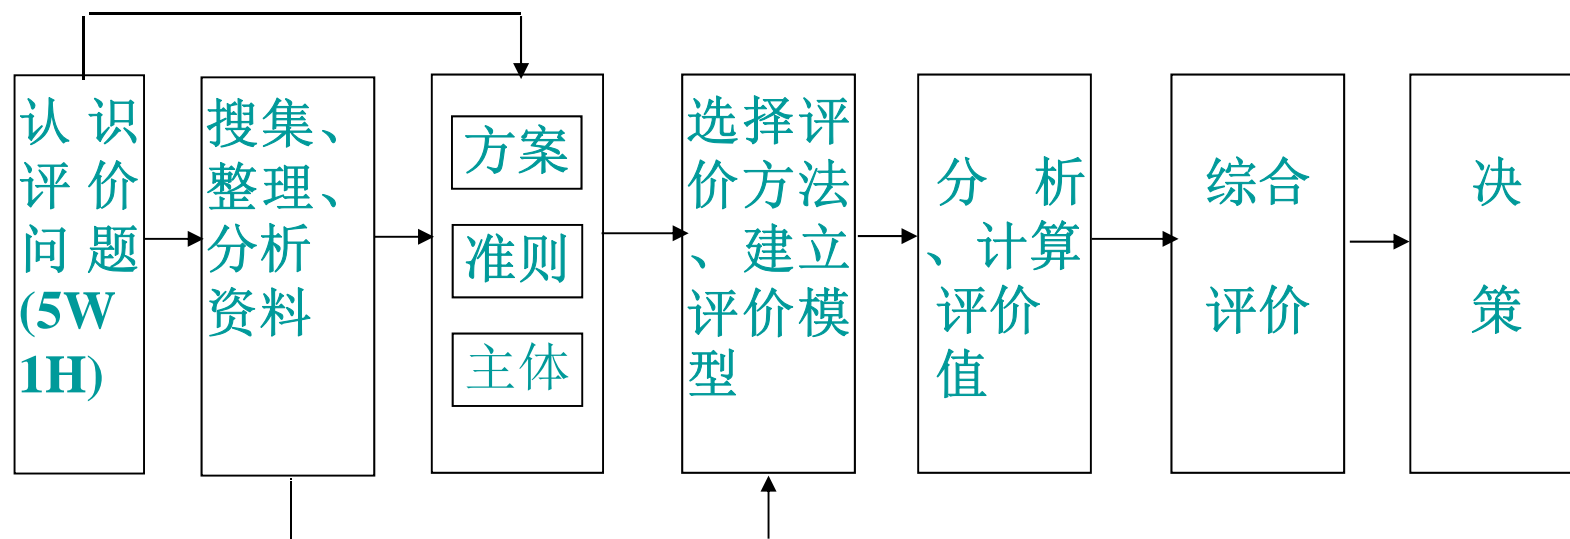 认识
评价
问题
(5W
1H)
搜集、
整理、
分析
资料
方案
准则
主体
选择评
价方法
、建立
评价模
型
分析
、计算
评价
值
综合
评价
决
策